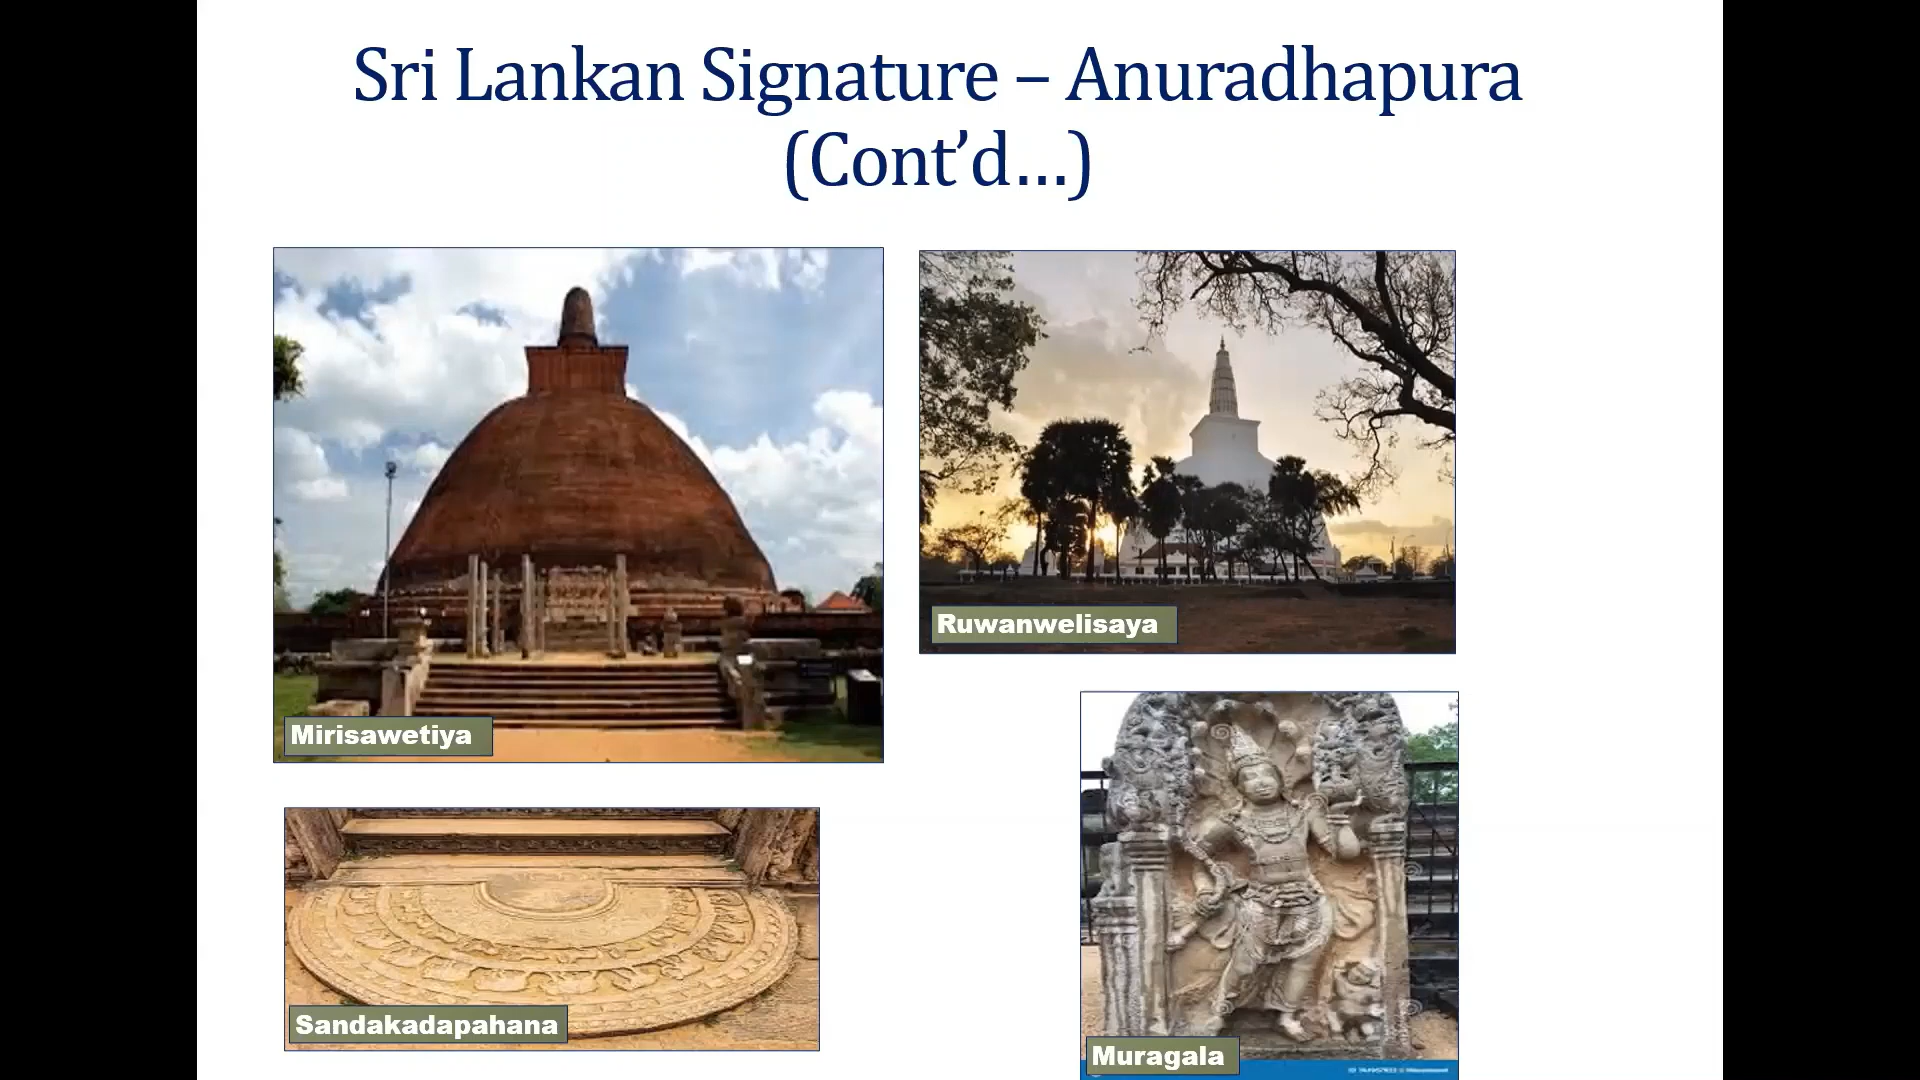 Sri Lankan Signature – Anuradhapura
(Cont’d…)
Mirisawetiya
Ruwanwelisaya
Sandakadapahana
Muragala